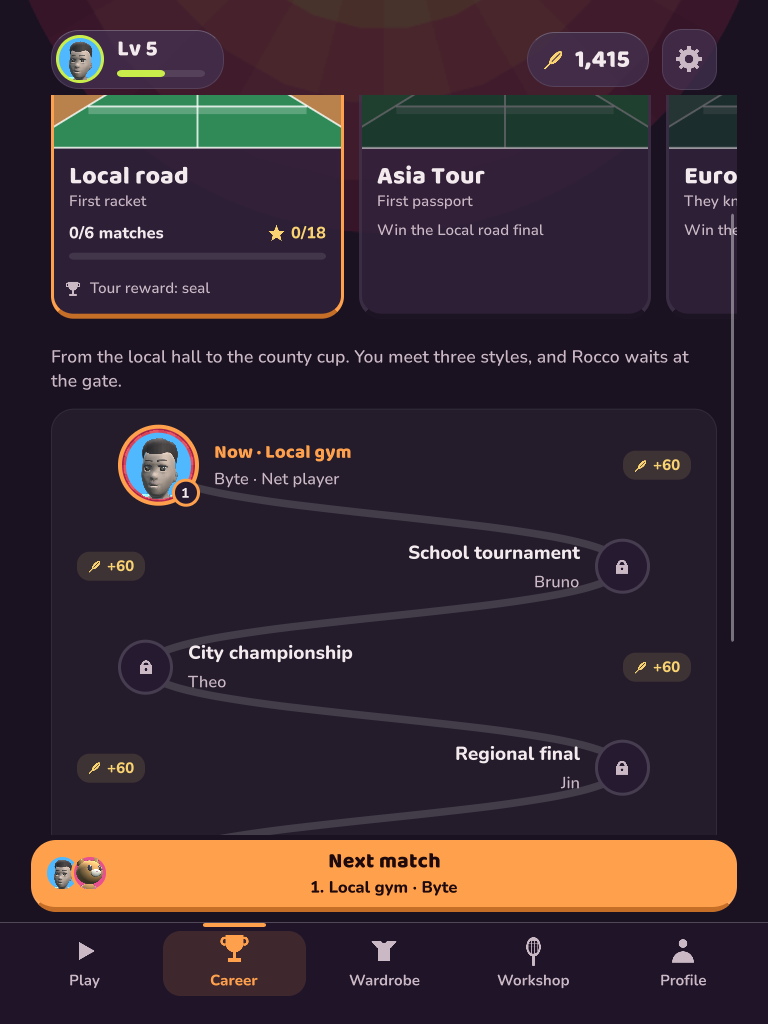 Lv 5
1,415
Local road
First racket
0/6 matches
0/18
Tour reward: seal
Asia Tour
First passport
Win the Local road final
Euro
They kn
Win the
From the local hall to the county cup. You meet three styles, and Rocco waits at
the gate.
Now · Local gym
Byte · Net player
1
+60
School tournament
Bruno
+60
City championship
Theo
+60
Regional final
Jin
+60
Next match
1. Local gym · Byte
Play
Career
Wardrobe
Workshop
Profile